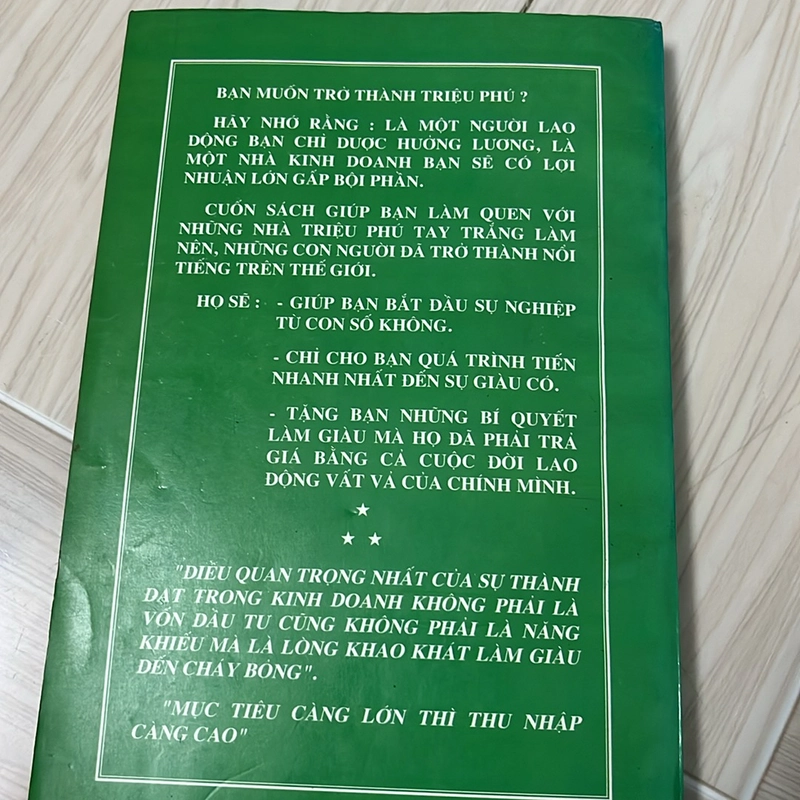 BẠN MUỐN TRỞ THÀNH TRIỆU PHÚ ?
HÃY NHỚ RẰNG : LÀ MỘT NGƯỜI LAO
ĐỘNG BẠN CHỈ ĐƯỢC HƯỞNG LƯƠNG, LÀ
MỘT NHÀ KINH DOANH BẠN SẼ CÓ LỢI
NHUẬN LỚN GẤP BỘI PHẦN.
CUỐN SÁCH GIÚP BẠN LÀM QUEN VỚI
NHỮNG NHÀ TRIỆU PHÚ TAY TRẮNG LÀM
NÊN, NHỮNG CON NGƯỜI ĐÃ TRỞ THÀNH NỔI
TIẾNG TRÊN THẾ GIỚI.
HỌ SẼ : - GIÚP BẠN BẮT ĐẦU SỰ NGHIỆP
TỪ CON SỐ KHÔNG.
- CHỈ CHO BẠN QUÁ TRÌNH TIẾN
NHANH NHẤT ĐẾN SỰ GIÀU CÓ.
- TẶNG BẠN NHỮNG BÍ QUYẾT
LÀM GIÀU MÀ HỌ ĐÃ PHẢI TRẢ
GIÁ BẰNG CẢ CUỘC ĐỜI LAO
ĐỘNG VẤT VẢ CỦA CHÍNH MÌNH.
"ĐIỀU QUAN TRỌNG NHẤT CỦA SỰ THÀNH
ĐẠT TRONG KINH DOANH KHÔNG PHẢI LÀ
VỐN ĐẦU TƯ CŨNG KHÔNG PHẢI LÀ NĂNG
KHIẾU MÀ LÀ LÒNG KHAO KHÁT LÀM GIÀU
ĐẾN CHÁY BỎNG".
"MỤC TIÊU CÀNG LỚN THÌ THU NHẬP
CÀNG CAO"